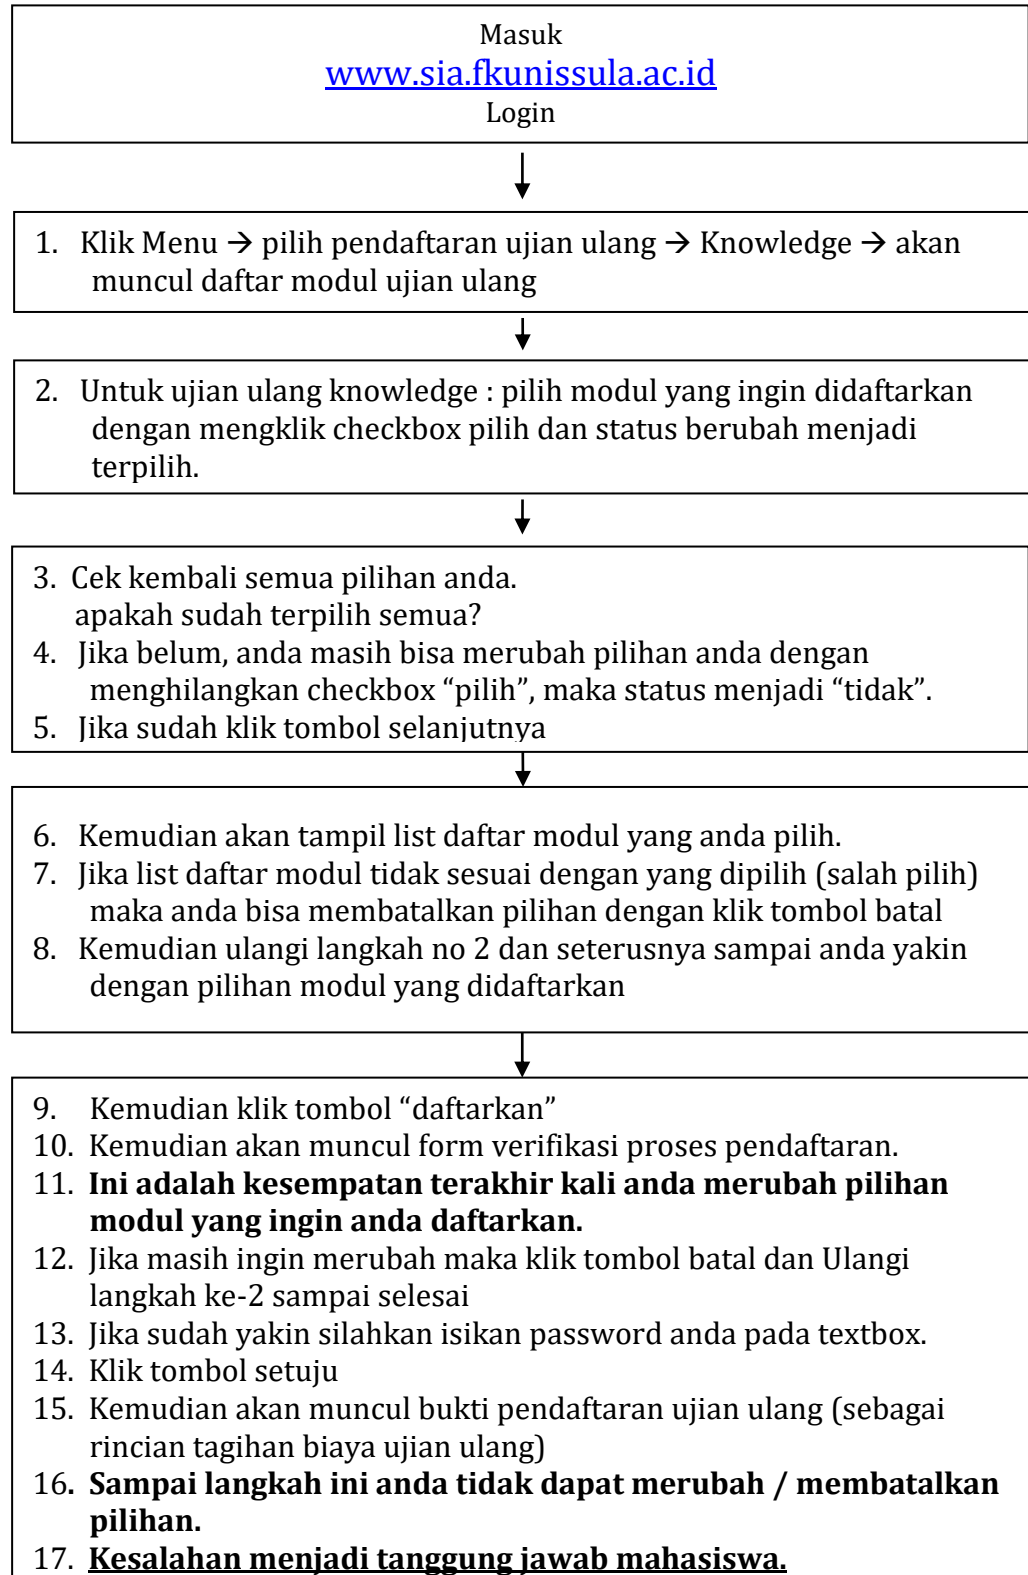 Masuk
www.sia.fkunissula.ac.id
Login
1. Klik Menu → pilih pendaftaran ujian ulang → Knowledge → akan
muncul daftar modul ujian ulang
2. Untuk ujian ulang knowledge : pilih modul yang ingin didaftarkan
dengan mengklik checkbox pilih dan status berubah menjadi
terpilih.
3. Cek kembali semua pilihan anda.
apakah sudah terpilih semua?
4. Jika belum, anda masih bisa merubah pilihan anda dengan
menghilangkan checkbox “pilih”, maka status menjadi “tidak”.
5. Jika sudah klik tombol selanjutnya
6. Kemudian akan tampil list daftar modul yang anda pilih.
7. Jika list daftar modul tidak sesuai dengan yang dipilih (salah pilih)
maka anda bisa membatalkan pilihan dengan klik tombol batal
8. Kemudian ulangi langkah no 2 dan seterusnya sampai anda yakin
dengan pilihan modul yang didaftarkan
9. Kemudian klik tombol “daftarkan”
10. Kemudian akan muncul form verifikasi proses pendaftaran.
11. Ini adalah kesempatan terakhir kali anda merubah pilihan
modul yang ingin anda daftarkan.
12. Jika masih ingin merubah maka klik tombol batal dan Ulangi
langkah ke-2 sampai selesai
13. Jika sudah yakin silahkan isikan password anda pada textbox.
14. Klik tombol setuju
15. Kemudian akan muncul bukti pendaftaran ujian ulang (sebagai
rincian tagihan biaya ujian ulang)
16. Sampai langkah ini anda tidak dapat merubah / membatalkan
pilihan.
17. Kesalahan menjadi tanggung jawab mahasiswa.